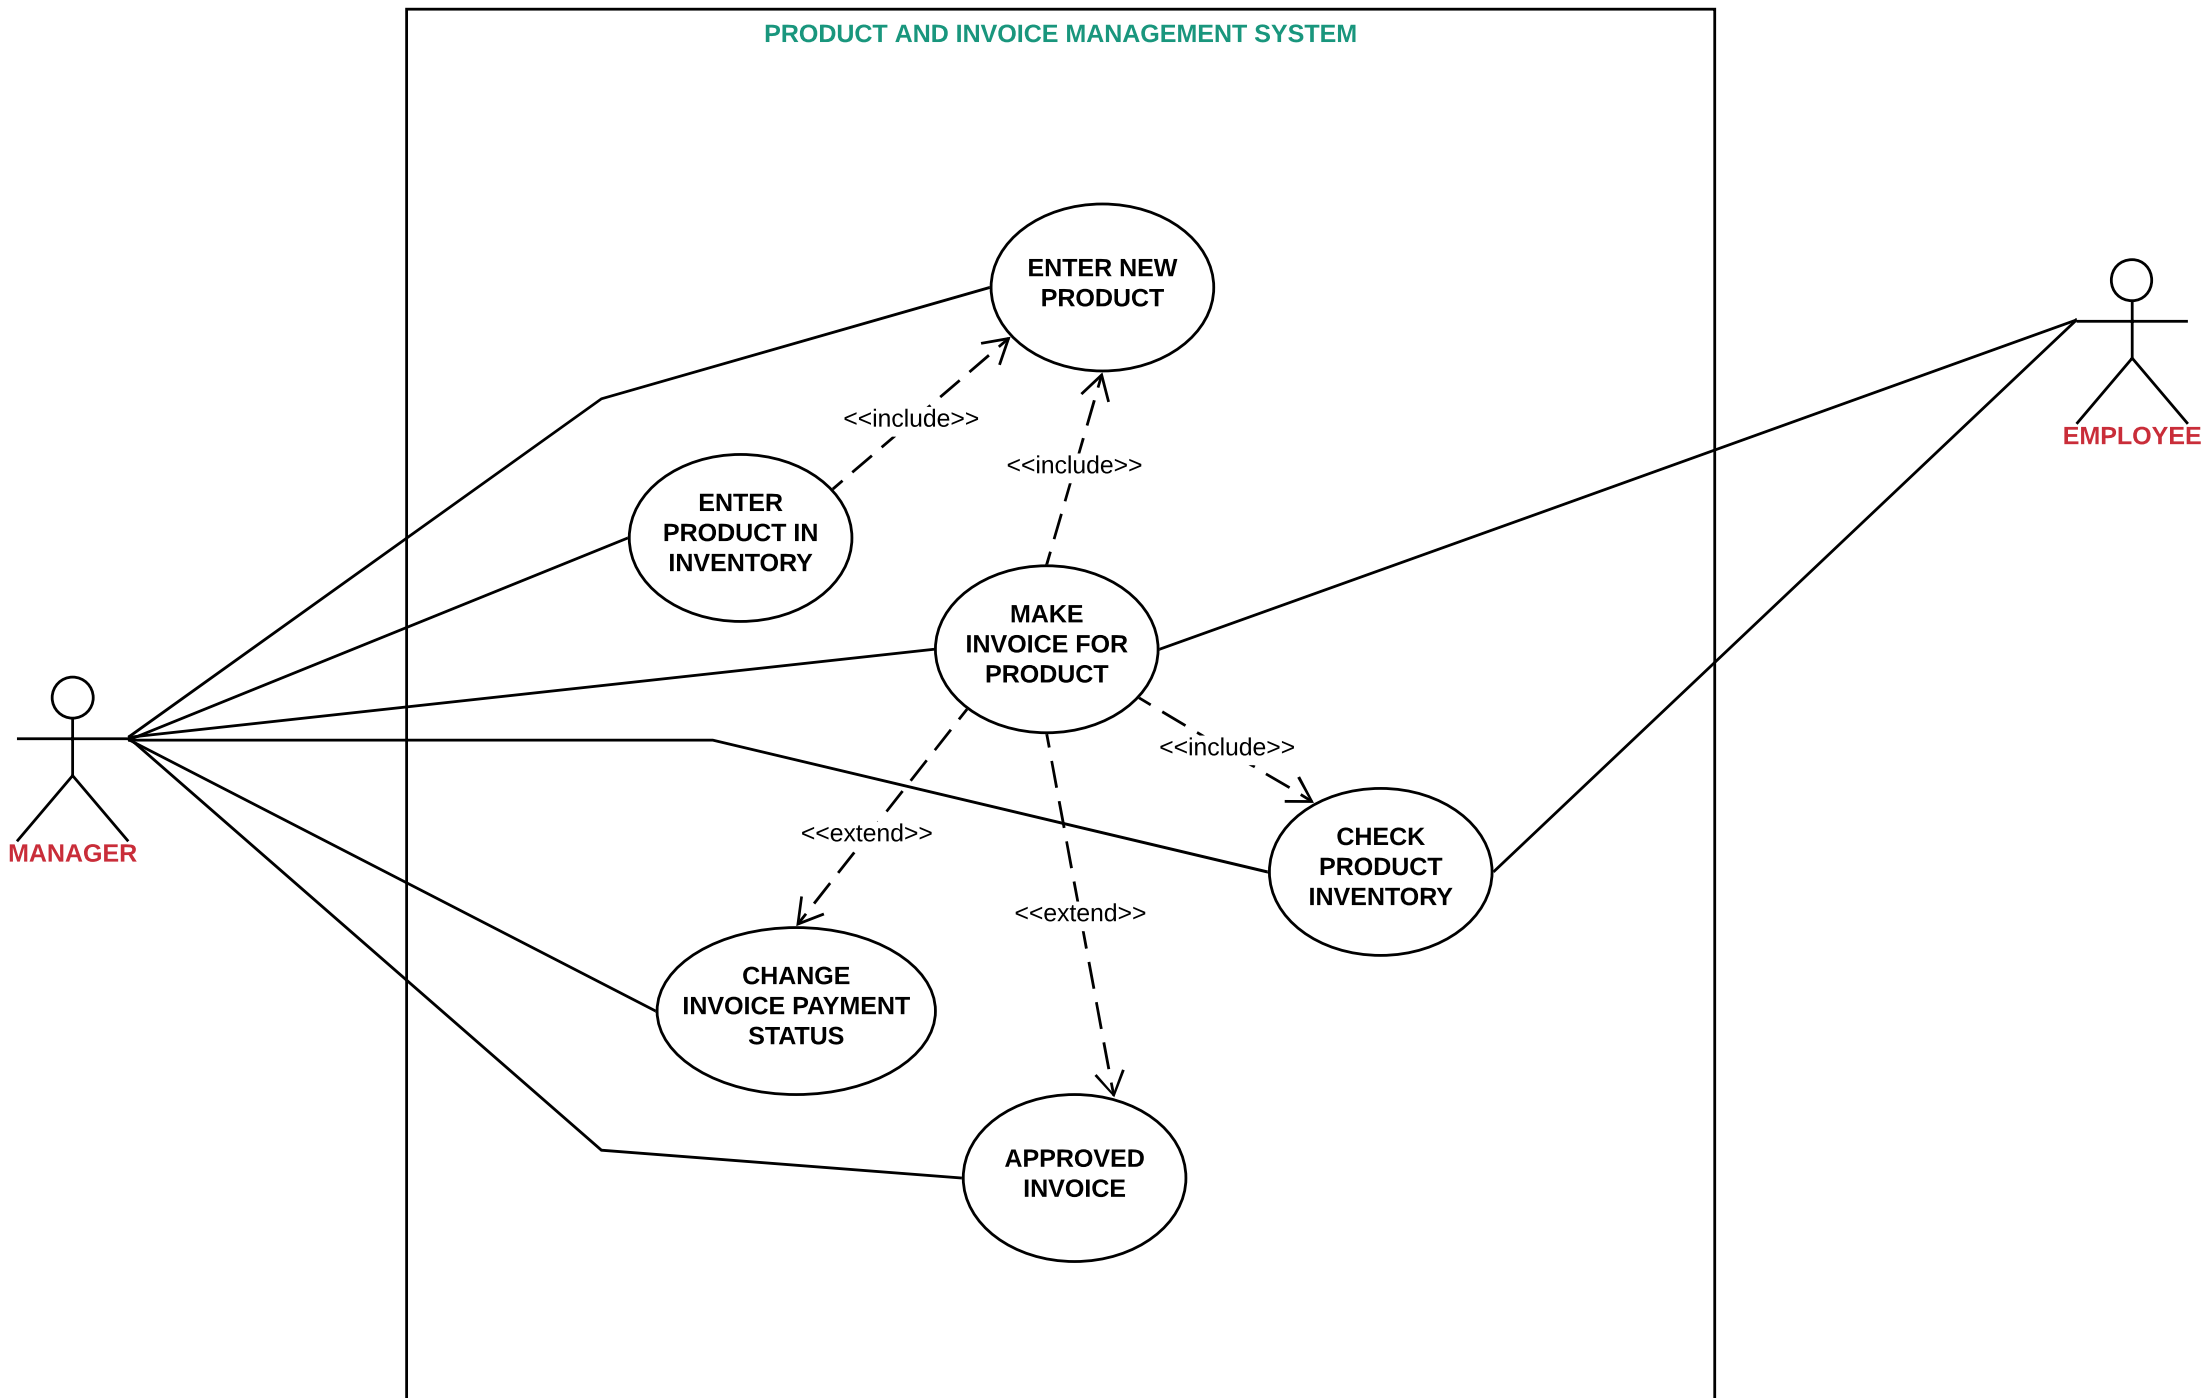 PRODUCT AND INVOICE MANAGEMENT SYSTEM
ENTER NEW
PRODUCT
<<include>>
EMPLOYEE
<<include>>
ENTER
PRODUCT IN
INVENTORY
MAKE
INVOICE FOR
PRODUCT
<<include>>
MANAGER
<<extend>>
CHECK
PRODUCT
INVENTORY
<<extend>>
CHANGE
INVOICE PAYMENT
STATUS
APPROVED
INVOICE